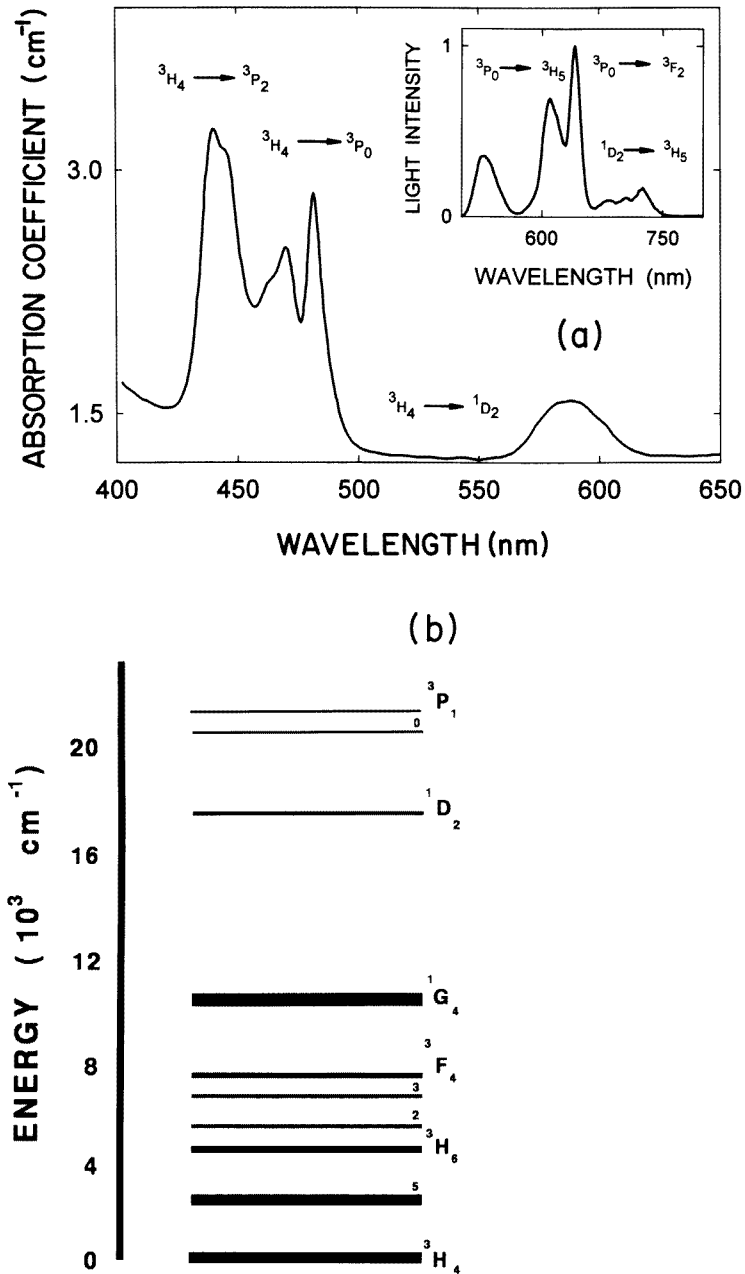 ABSORPTION COEFFICIENT (cm⁻¹)
3.0
1.5
³H₄ → ³P₂
³H₄ → ³P₀
³H₄ → ¹D₂
400 450 500 550 600 650
WAVELENGTH (nm)
LIGHT INTENSITY
1
0
³P₀ → ³H₅
³P₀ → ³F₂
¹D₂ → ³H₅
600 750
WAVELENGTH (nm)
(a)
(b)
ENERGY (10³ cm⁻¹)
20
16
12
8
4
0
³P₁
0
¹D₂
¹G₄
³F₄
3
2
³H₆
5
³H₄